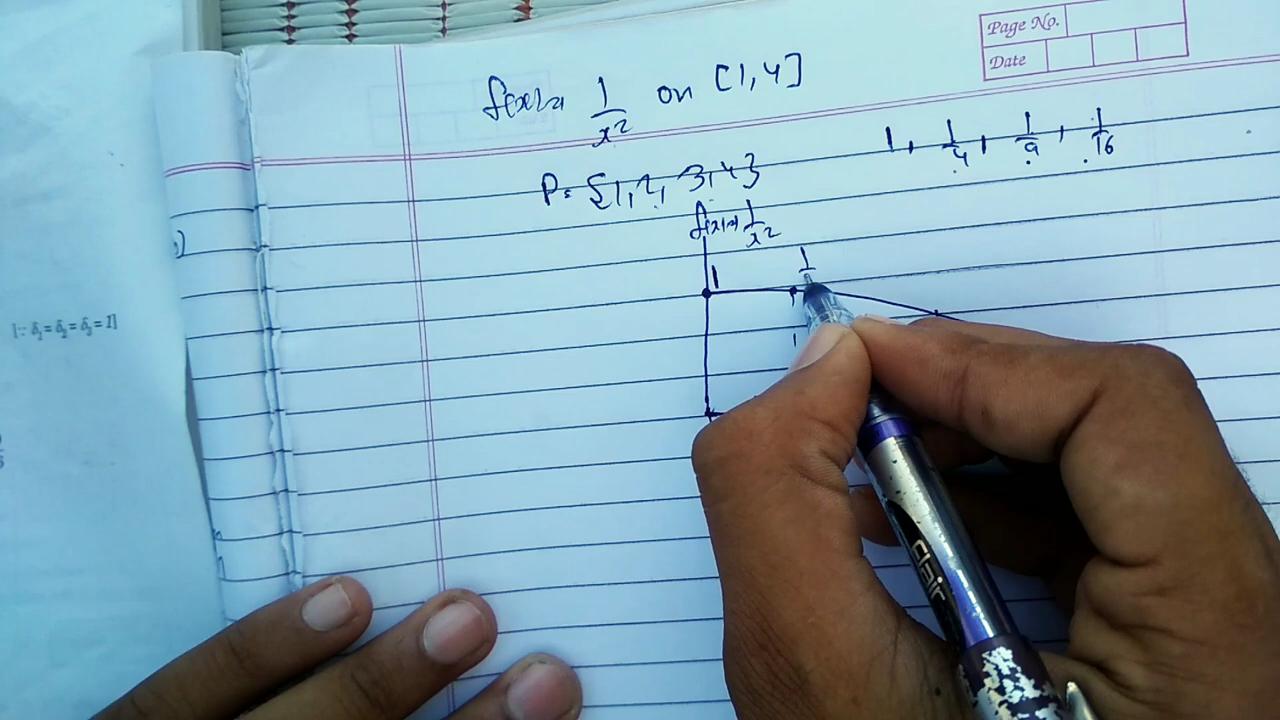 Page No.
Date
f(x) = 1/x² on [1,4]
1, 1/4, 1/9, 1/16
P = {1, 2, 3, 4}
f(x) = 1/x²
1
1
[∵ δ₁ = δ₂ = δ₃ = 1]
Clair